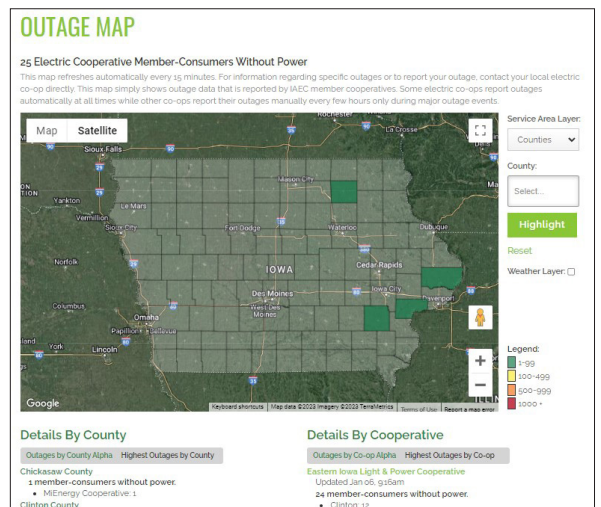 OUTAGE MAP
25 Electric Cooperative Member-Consumers Without Power
This map refreshes automatically every 15 minutes. For information regarding specific outages or to report your outage, contact your local electric
co-op directly. This map simply shows outage data that is reported by IAEC member cooperatives. Some electric co-ops report outages
automatically at all times while other co-ops report their outages manually every few hours only during major outage events.
Service Area Layer:
Counties
County:
Select...
Highlight
Reset
Weather Layer:
Legend:
1-99
100-499
500-999
1000 +
Map Satellite
Rochester
La Crosse
Sioux Falls
Mason City
Yankton
Vermillion
Le Mars
Sioux City
Fort Dodge
Waterloo
Dubuque
Norfolk
IOWA
Cedar Rapids
Des Moines
Iowa City
West Des
Moines
Davenport
Columbus
Omaha
Papillion
Bellevue
York
Lincoln
Google
Keyboard shortcuts
Map data ©2023 Imagery ©2023 TerraMetrics
Terms of Use
Report a map error
Details By County
Outages by County Alpha Highest Outages by County
Chickasaw County
1 member-consumers without power.
• MiEnergy Cooperative: 1
Clinton County
Details By Cooperative
Outages by Co-op Alpha Highest Outages by Co-op
Eastern Iowa Light & Power Cooperative
Updated Jan 06, 9:16am
24 member-consumers without power.
• Clinton: 12